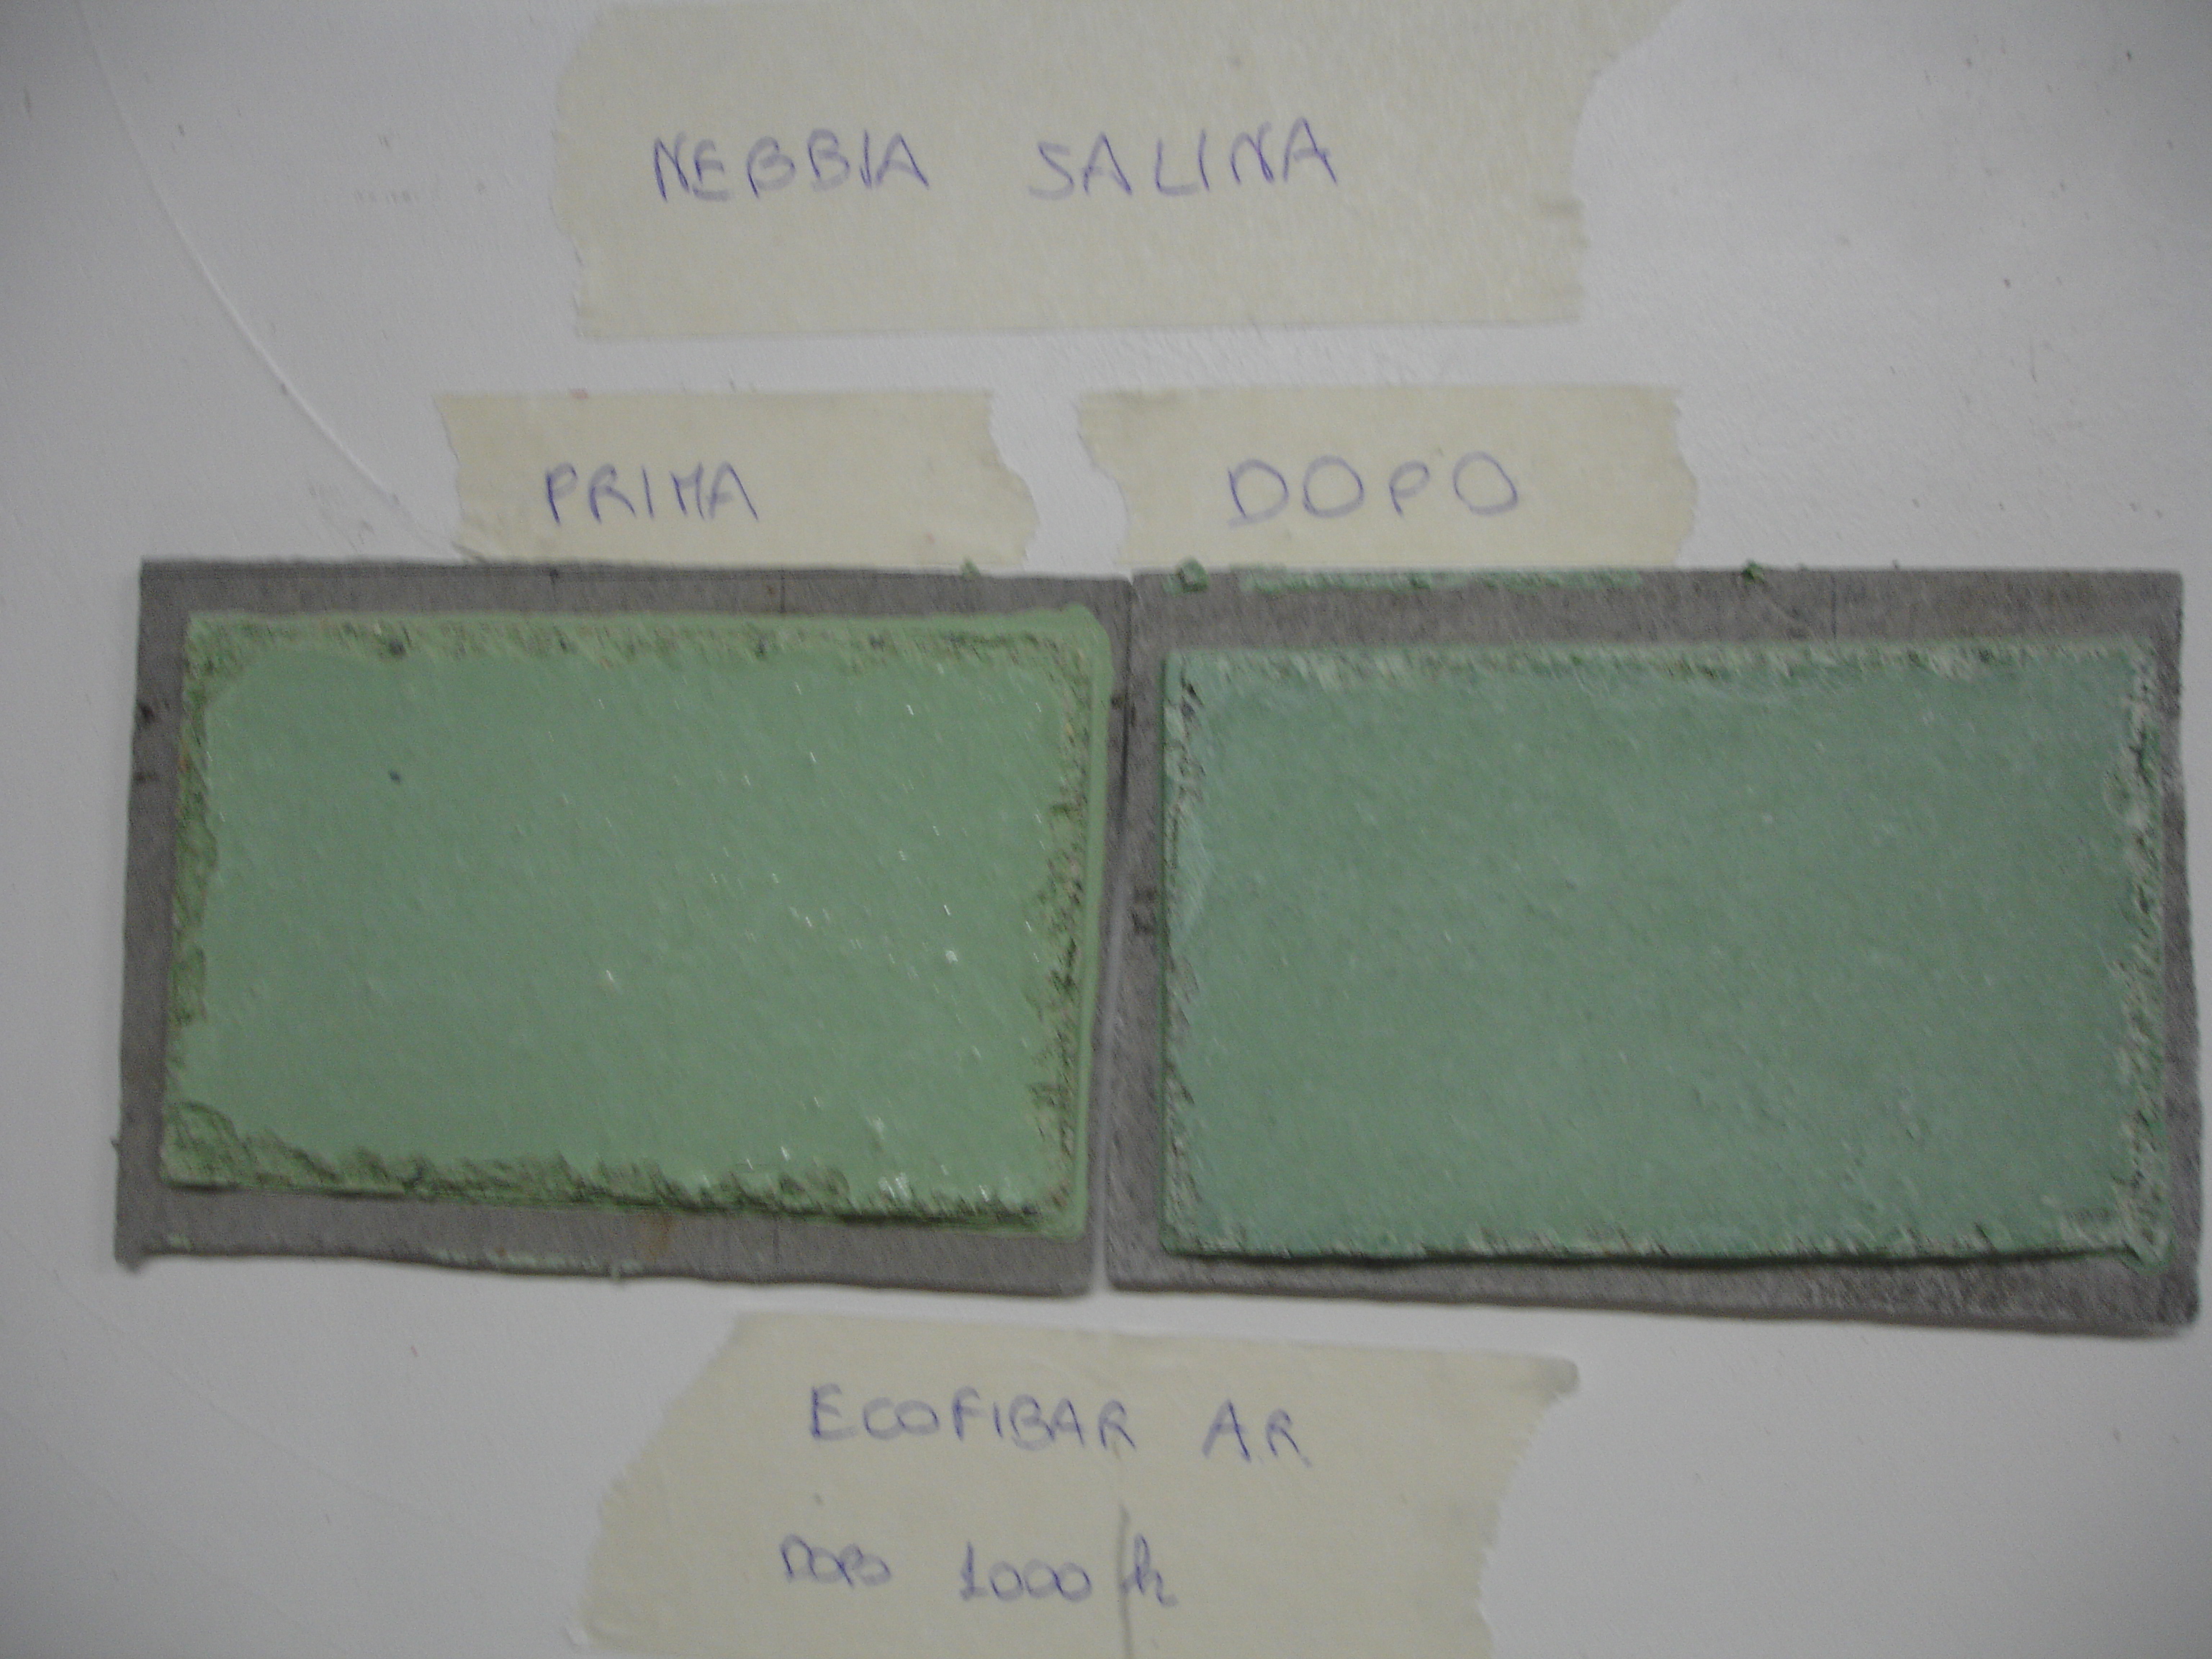 NEBBIA SALINA
PRIMA
DOPO
ECOFIBAR A.R.
DOPO 1000 h